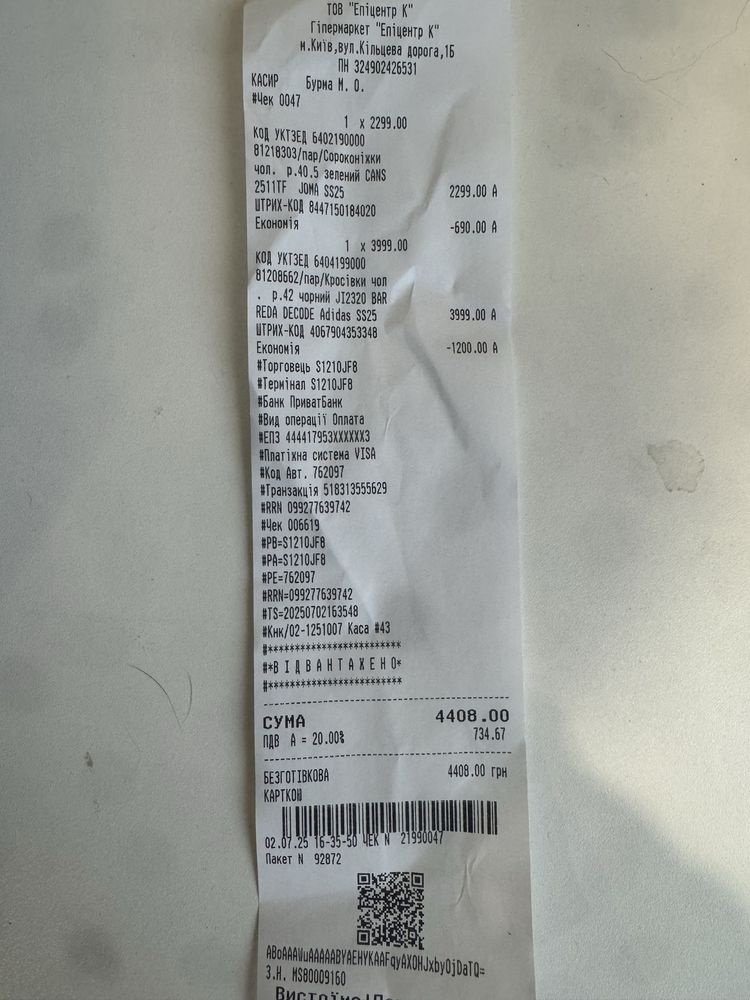 ТОВ "Епіцентр К"
Гіпермаркет "Епіцентр К"
м.Київ,вул.Кільцева дорога,1Б
ПН 324902426531
КАСИР Бурма М. О.
#Чек 0047
1 x 2299.00
КОД УКТЗЕД 6402190000
81218303/пар/Сороконіжки
чол. р.40.5 зелений CANS
2511TF JOMA SS25 2299.00 А
ШТРИХ-КОД 8447150184020
Економія -690.00 А
1 x 3999.00
КОД УКТЗЕД 6404199000
81208662/пар/Кросівки чол
. р.42 чорний JI2320 BAR
REDA DECODE Adidas SS25 3999.00 А
ШТРИХ-КОД 4067904353348
Економія -1200.00 А
#Торговець S1210JF8
#Термінал S1210JF8
#Банк ПриватБанк
#Вид операції Оплата
#ЕПЗ 444417953XXXXXX3
#Платіжна система VISA
#Код Авт. 762097
#Транзакція 518313555629
#RRN 099277639742
#Чек 006619
#PB=S1210JF8
#PA=S1210JF8
#PE=762097
#RRN=099277639742
#TS=20250702163548
#Кнк/02-1251007 Каса #43
#************************
#*В І Д В А Н Т А Ж Е Н О*
#************************
СУМА 4408.00
ПДВ А = 20.00% 734.67
БЕЗГОТІВКОВА 4408.00 грн
КАРТКОЮ
02.07.25 16-35-50 ЧЕК N 21990047
Пакет N 92872
ABoAAAWuAAAAABYAEHYKAAFqyAXOHJxbyOjDaTQ=
З.Н. MS80009160